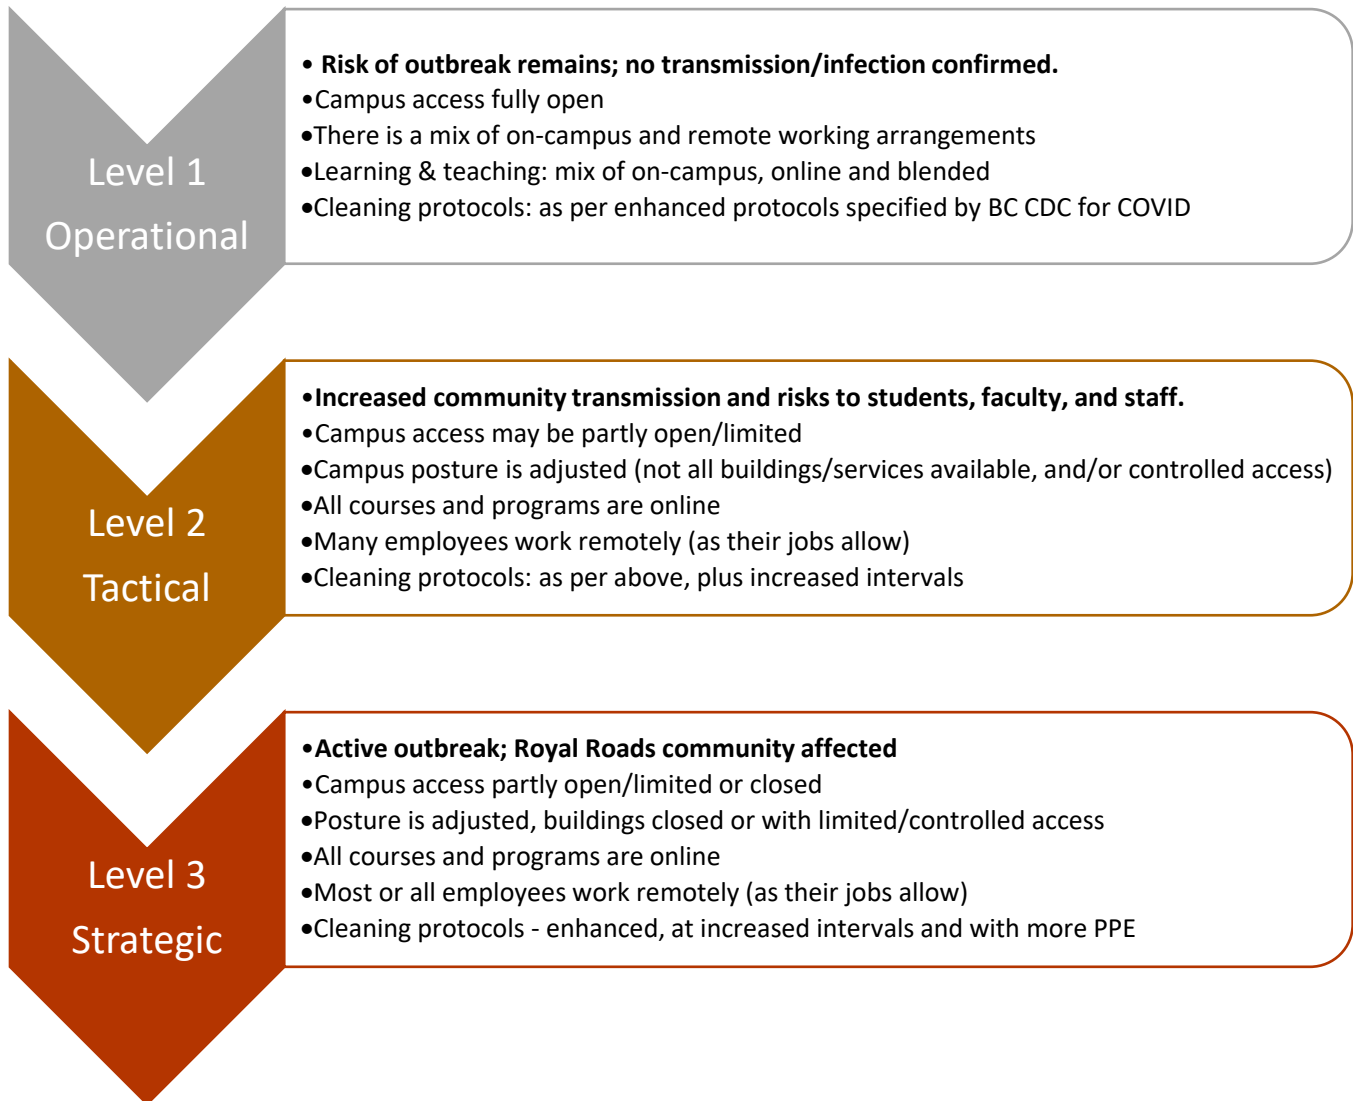 Level 1
Operational
• Risk of outbreak remains; no transmission/infection confirmed.
•Campus access fully open
•There is a mix of on-campus and remote working arrangements
•Learning & teaching: mix of on-campus, online and blended
•Cleaning protocols: as per enhanced protocols specified by BC CDC for COVID
Level 2
Tactical
•Increased community transmission and risks to students, faculty, and staff.
•Campus access may be partly open/limited
•Campus posture is adjusted (not all buildings/services available, and/or controlled access)
•All courses and programs are online
•Many employees work remotely (as their jobs allow)
•Cleaning protocols: as per above, plus increased intervals
Level 3
Strategic
•Active outbreak; Royal Roads community affected
•Campus access partly open/limited or closed
•Posture is adjusted, buildings closed or with limited/controlled access
•All courses and programs are online
•Most or all employees work remotely (as their jobs allow)
•Cleaning protocols - enhanced, at increased intervals and with more PPE